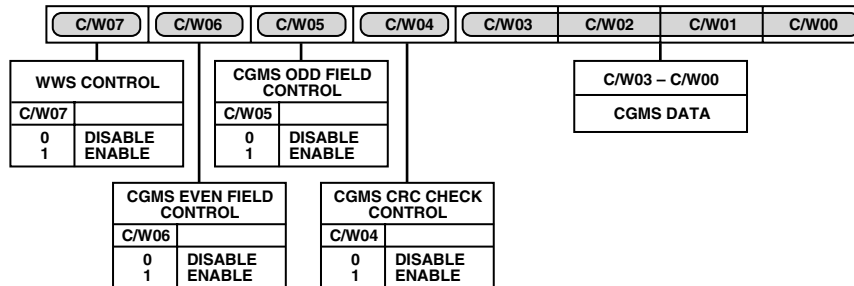 C/W07 C/W06 C/W05 C/W04 C/W03 C/W02 C/W01 C/W00
WWS CONTROL
C/W07
0 DISABLE
1 ENABLE
CGMS ODD FIELD
CONTROL
C/W05
0 DISABLE
1 ENABLE
C/W03 – C/W00
CGMS DATA
CGMS EVEN FIELD
CONTROL
C/W06
0 DISABLE
1 ENABLE
CGMS CRC CHECK
CONTROL
C/W04
0 DISABLE
1 ENABLE